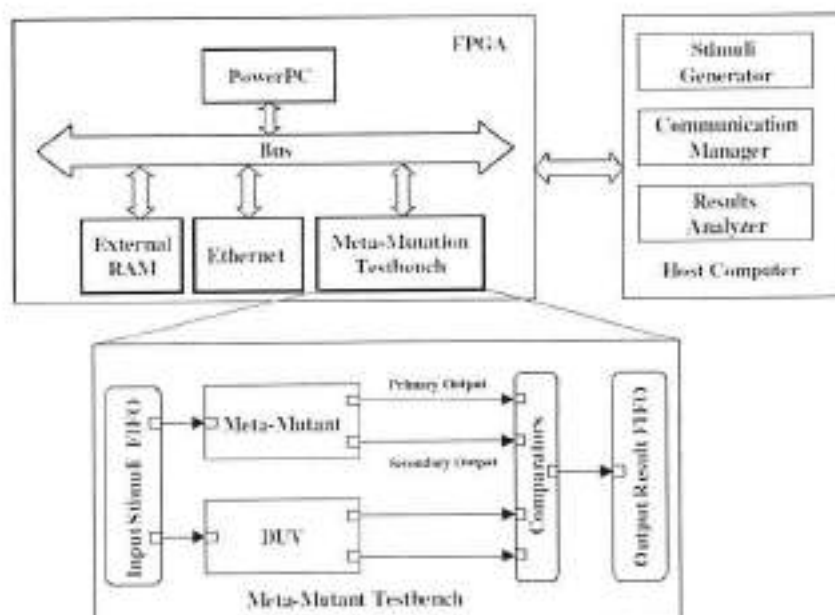 FPGA
PowerPC
Bus
External
RAM
Ethernet
Meta-Mutation
Testbench
Stimuli
Generator
Communication
Manager
Results
Analyzer
Host Computer
Input Stimuli FIFO
Meta-Mutant
DUV
Primary Output
Secondary Output
Comparators
Output Result FIFO
Meta-Mutant Testbench